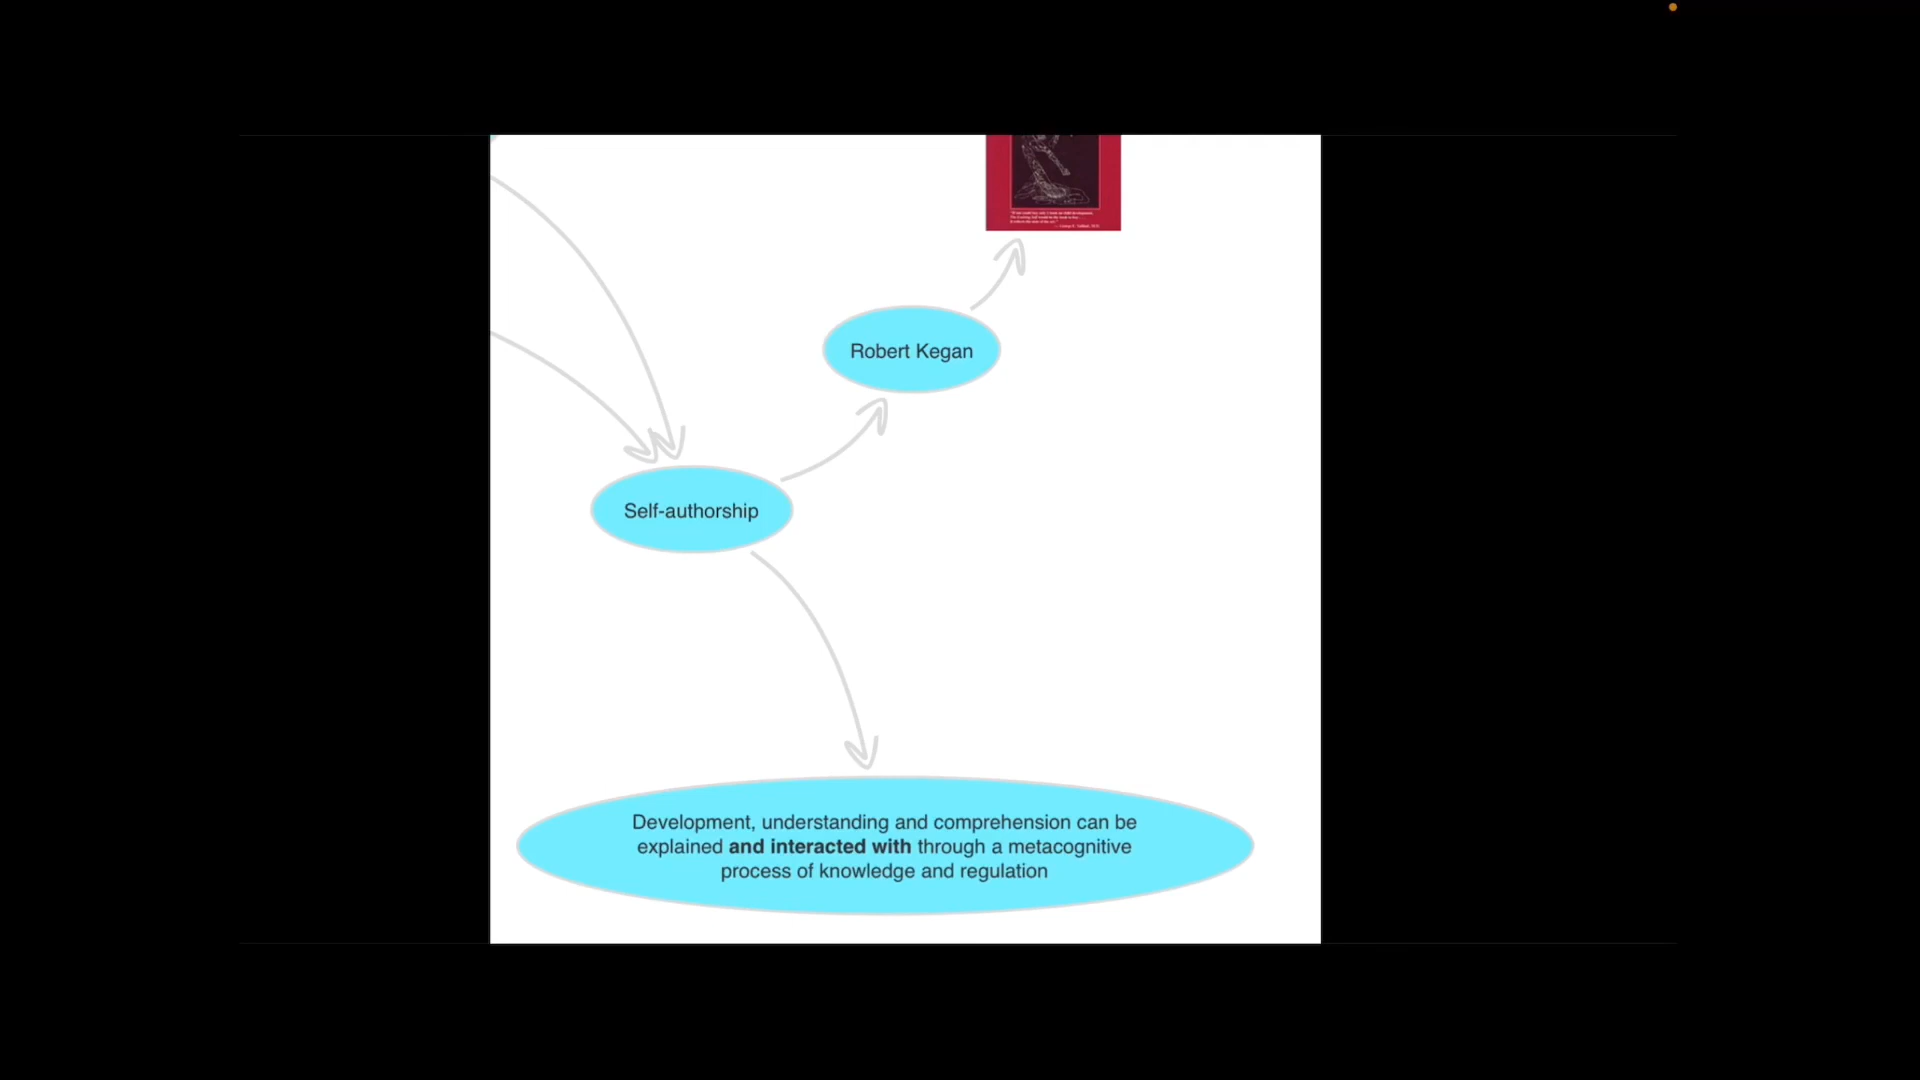 Robert Kegan
Self-authorship
Development, understanding and comprehension can be
explained and interacted with through a metacognitive
process of knowledge and regulation